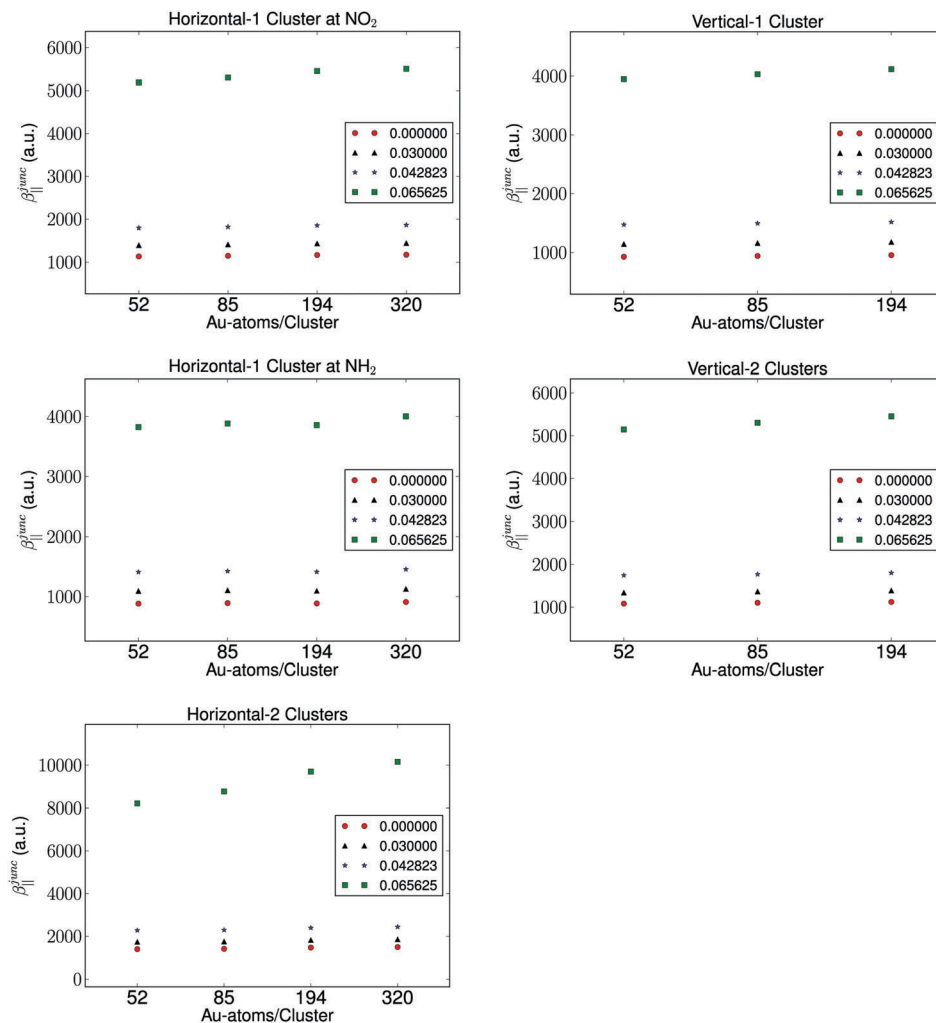 Horizontal-1 Cluster at NO₂
6000
5000
4000
3000
2000
1000
β||^junc (a.u.)
0.000000
0.030000
0.042823
0.065625
52 85 194 320
Au-atoms/Cluster
Vertical-1 Cluster
4000
3000
2000
1000
β||^junc (a.u.)
0.000000
0.030000
0.042823
0.065625
52 85 194
Au-atoms/Cluster
Horizontal-1 Cluster at NH₂
4000
3000
2000
1000
β||^junc (a.u.)
0.000000
0.030000
0.042823
0.065625
52 85 194 320
Au-atoms/Cluster
Vertical-2 Clusters
6000
5000
4000
3000
2000
1000
β||^junc (a.u.)
0.000000
0.030000
0.042823
0.065625
52 85 194
Au-atoms/Cluster
Horizontal-2 Clusters
10000
8000
6000
4000
2000
0
β||^junc (a.u.)
0.000000
0.030000
0.042823
0.065625
52 85 194 320
Au-atoms/Cluster